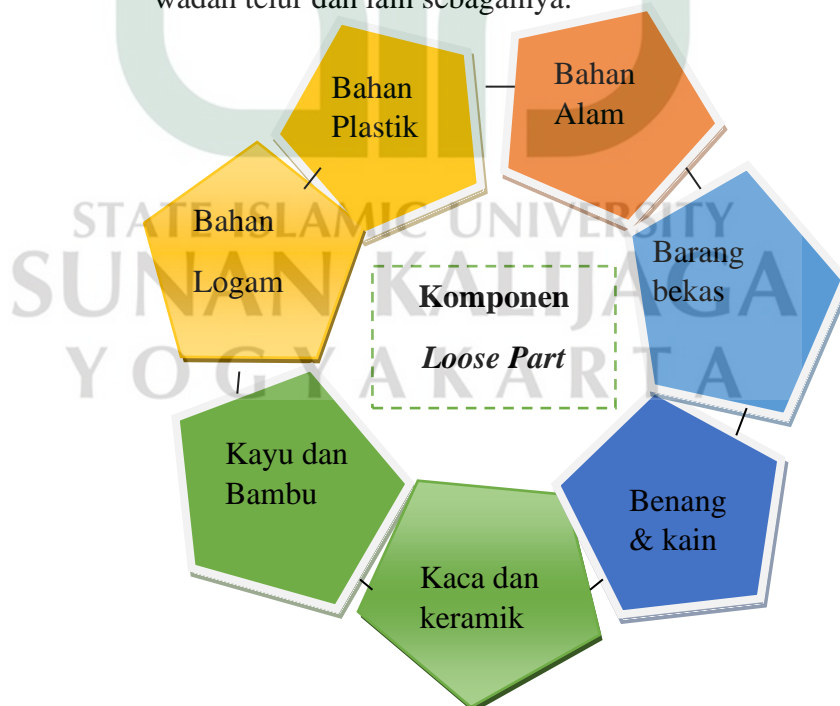 wadah telur dan lain sebagainya.
Bahan
Plastik
Bahan
Alam
Bahan
Logam
Barang
bekas
STATE ISLAMIC UNIVERSITY
SUNAN KALIJAGA
YOGYAKARTA
Komponen
Loose Part
Kayu dan
Bambu
Benang
& kain
Kaca dan
keramik